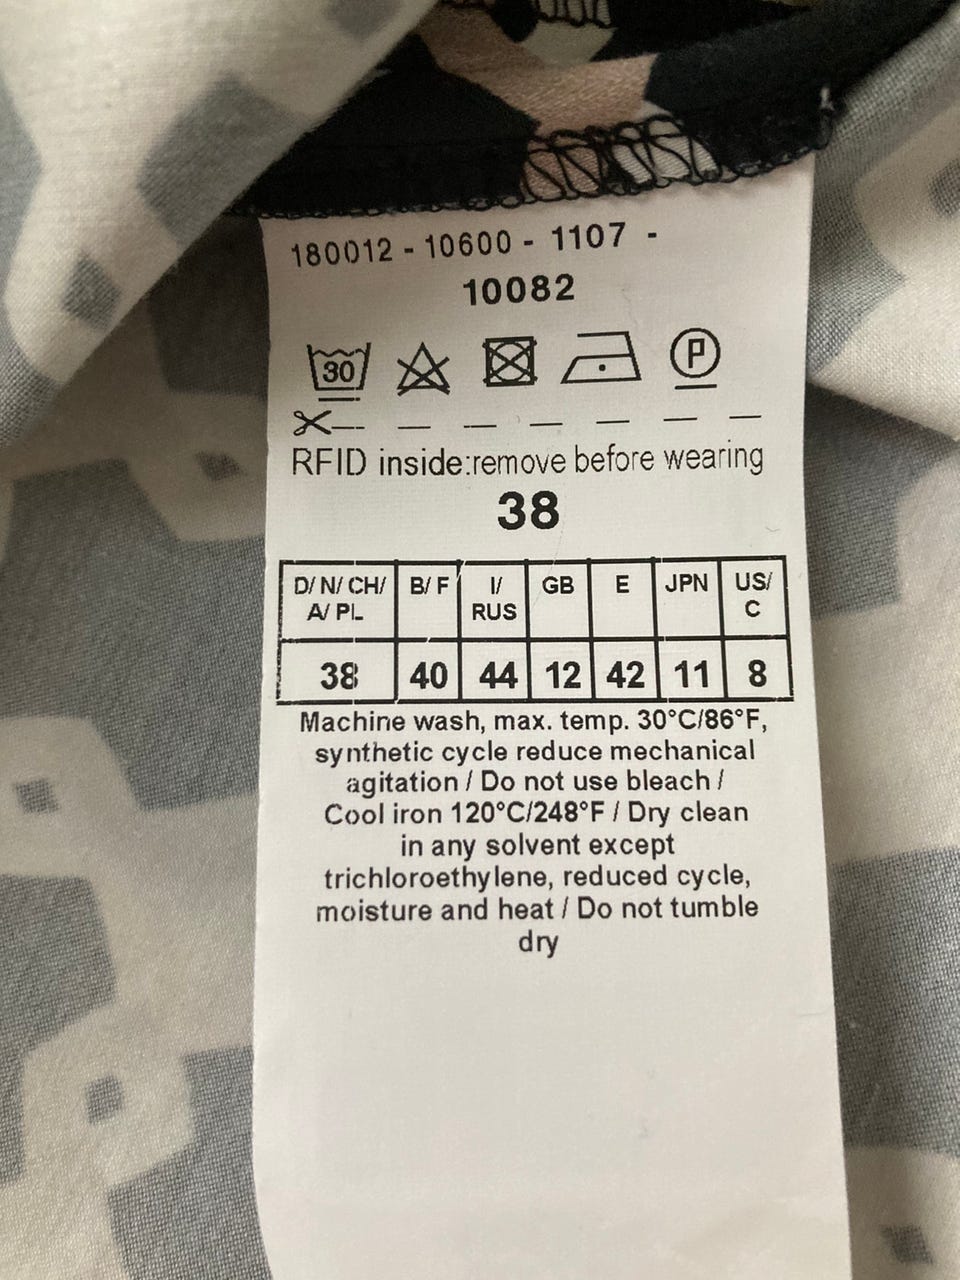 180012 - 10600 - 1107 -
10082
30 P
RFID inside:remove before wearing
38
D/ N/ CH/ A/ PL B/ F I/ RUS GB E JPN US/ C
38 40 44 12 42 11 8
Machine wash, max. temp. 30°C/86°F,
synthetic cycle reduce mechanical
agitation / Do not use bleach /
Cool iron 120°C/248°F / Dry clean
in any solvent except
trichloroethylene, reduced cycle,
moisture and heat / Do not tumble
dry